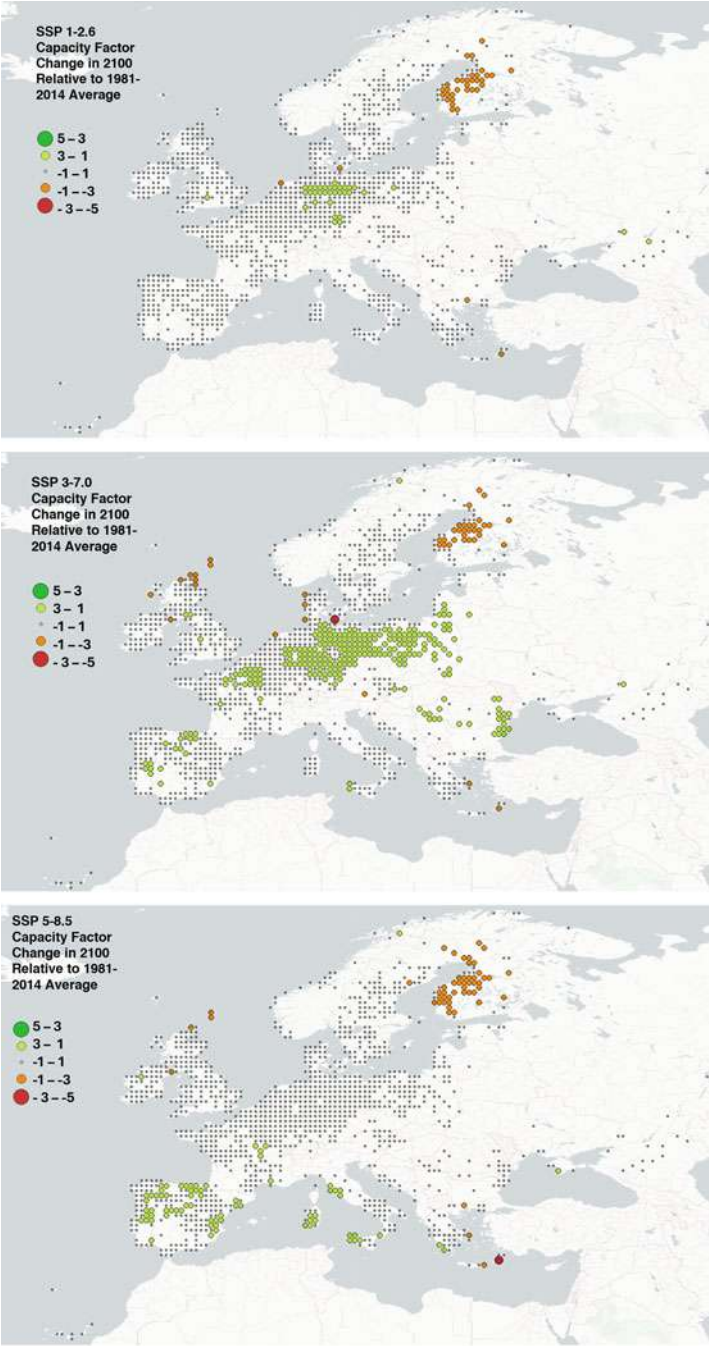 SSP 1-2.6
Capacity Factor
Change in 2100
Relative to 1981-
2014 Average
5 – 3
3 – 1
-1 – 1
-1 – -3
- 3 – -5
SSP 3-7.0
Capacity Factor
Change in 2100
Relative to 1981-
2014 Average
5 – 3
3 – 1
-1 – 1
-1 – -3
- 3 – -5
SSP 5-8.5
Capacity Factor
Change in 2100
Relative to 1981-
2014 Average
5 – 3
3 – 1
-1 – 1
-1 – -3
- 3 – -5